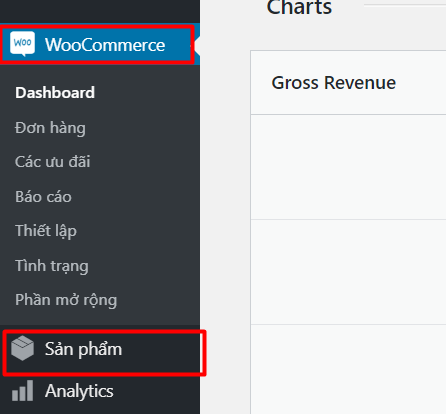 Charts
WOO
WooCommerce
Gross Revenue
Dashboard
Đơn hàng
Các ưu đãi
Báo cáo
Thiết lập
Tình trạng
Phần mở rộng
Sản phẩm
Analytics